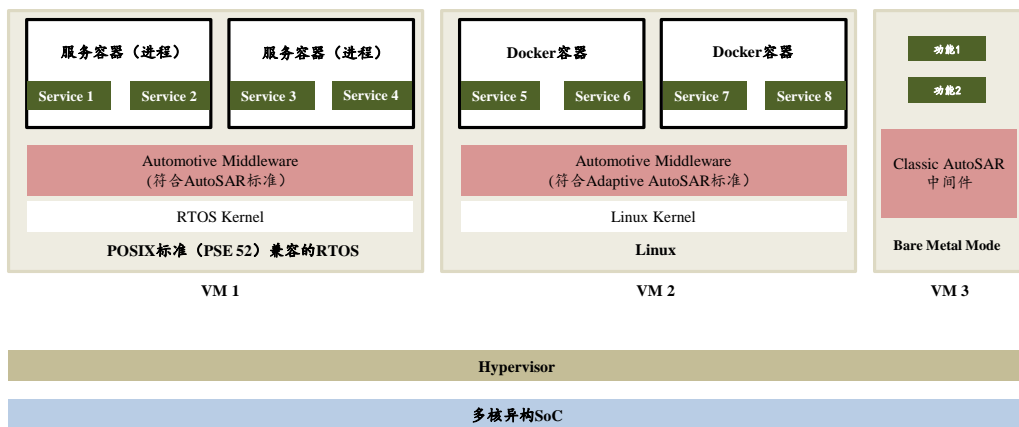 服务容器（进程）
Service 1
Service 2
服务容器（进程）
Service 3
Service 4
Automotive Middleware
(符合AutoSAR标准）
RTOS Kernel
POSIX标准（PSE 52）兼容的RTOS
VM 1
Docker容器
Service 5
Service 6
Docker容器
Service 7
Service 8
Automotive Middleware
(符合Adaptive AutoSAR标准）
Linux Kernel
Linux
VM 2
功能1
功能2
Classic AutoSAR
中间件
Bare Metal Mode
VM 3
Hypervisor
多核异构SoC